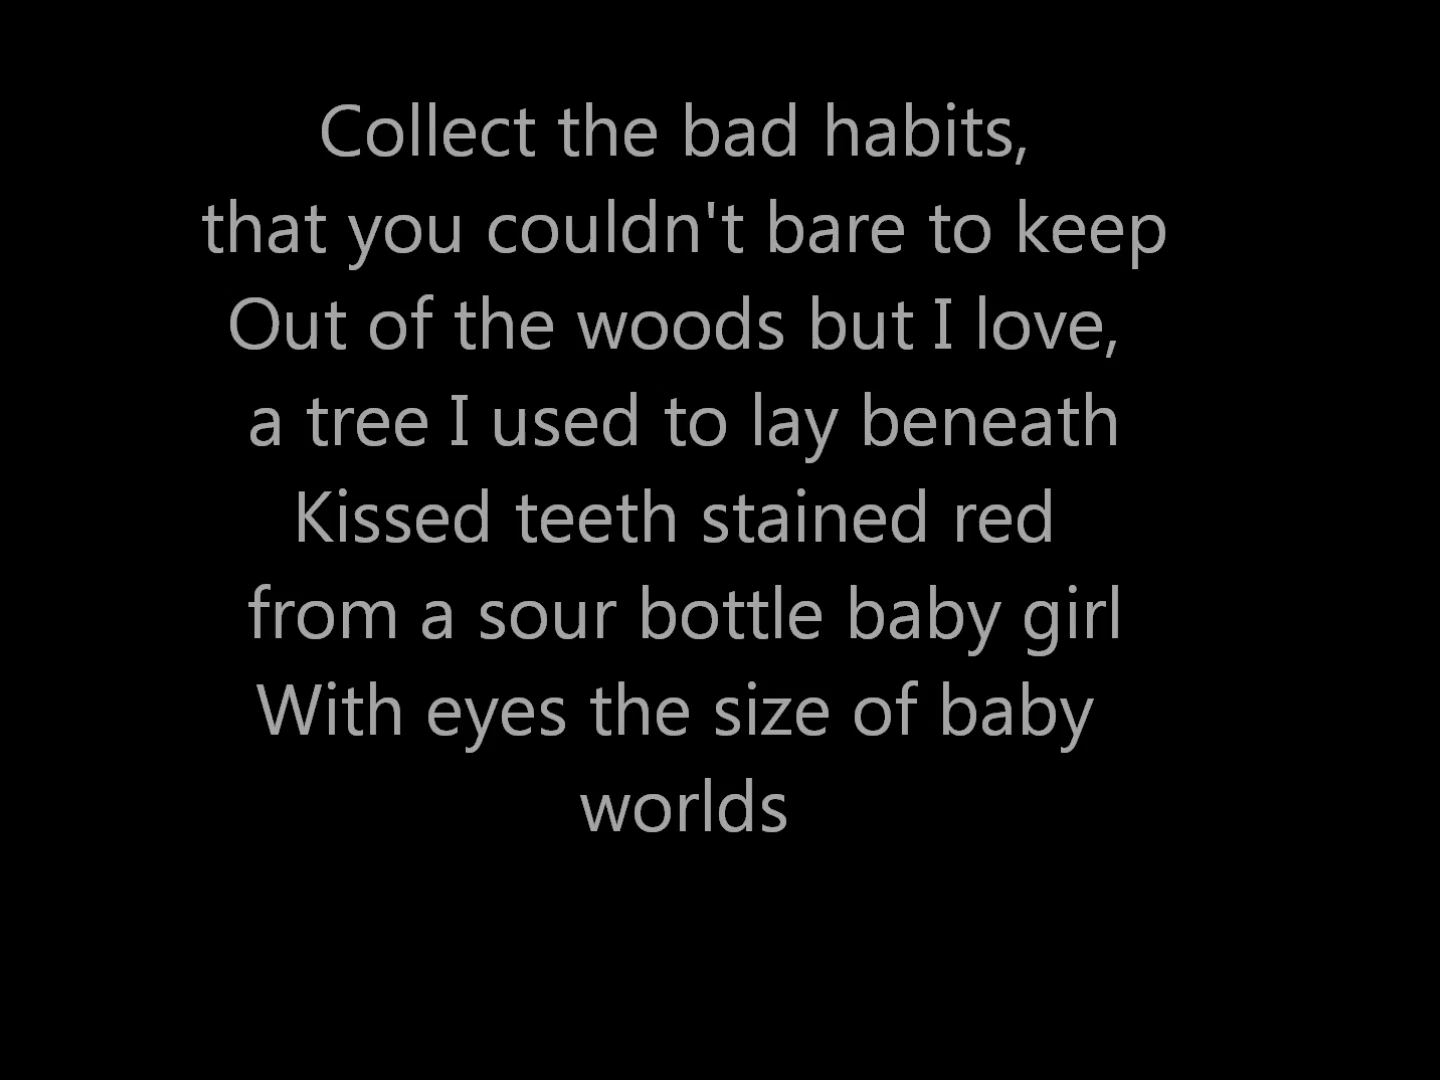 Collect the bad habits,
that you couldn't bare to keep
Out of the woods but I love,
a tree I used to lay beneath
Kissed teeth stained red
from a sour bottle baby girl
With eyes the size of baby
worlds